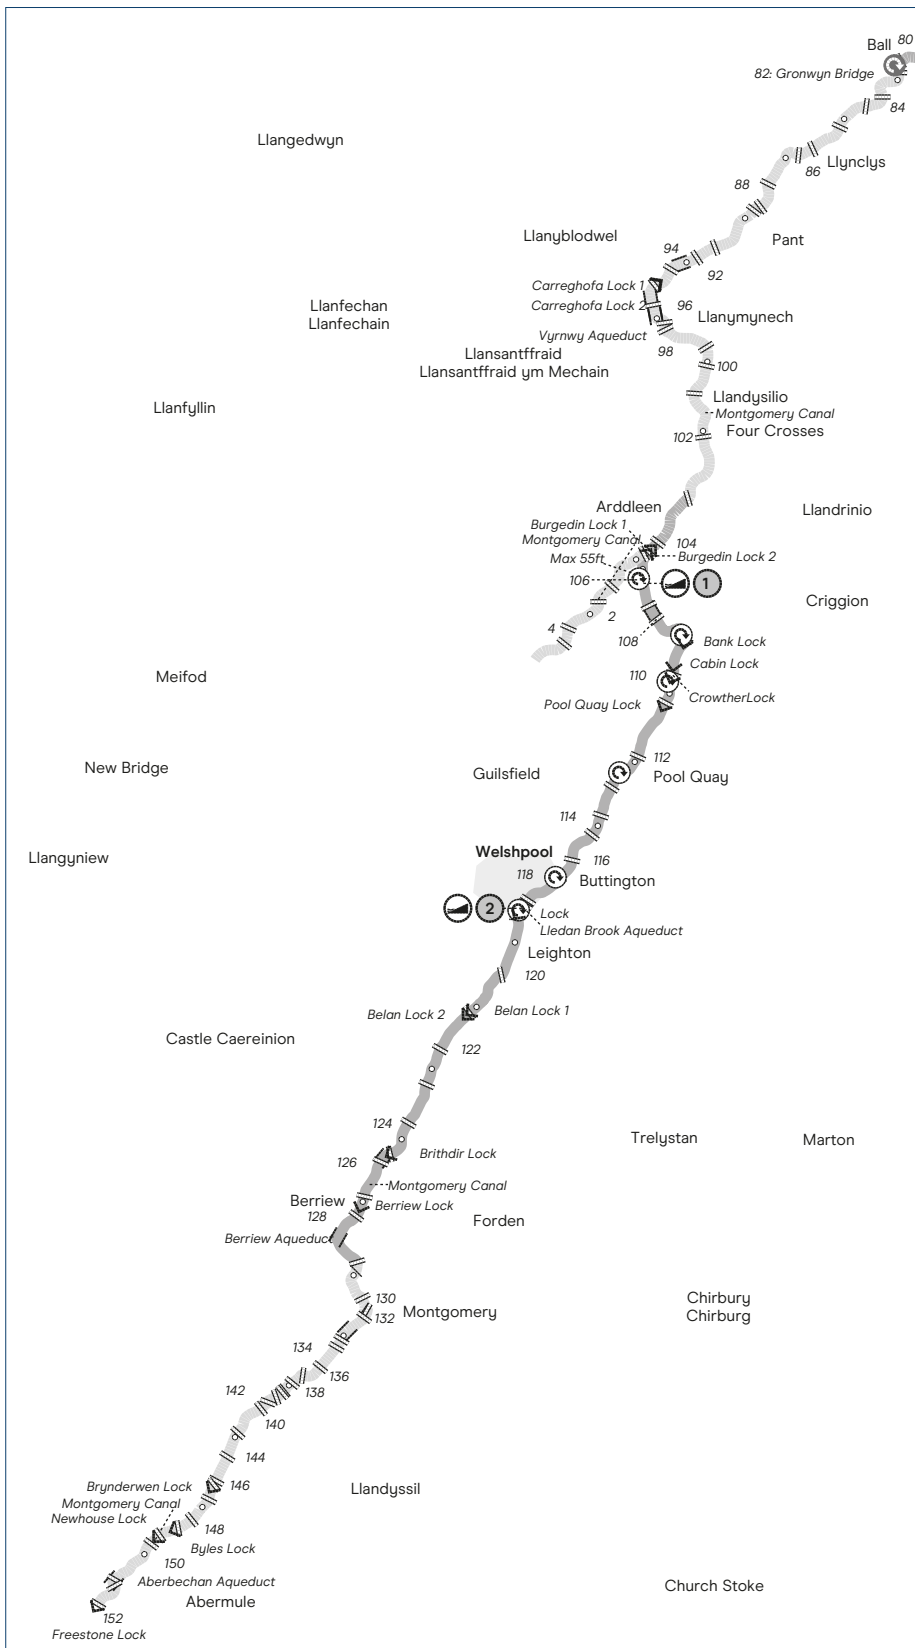 Ball
80
82: Gronwyn Bridge
84
Llangedwyn
Llynclys
86
88
Llanyblodwel
Pant
94
92
Carreghofa Lock 1
Carreghofa Lock 2
96
Llanfechan
Llanfechain
Llanymynech
Vyrnwy Aqueduct
98
Llansantffraid
Llansantffraid ym Mechain
100
Llandysilio
Llanfyllin
Montgomery Canal
Four Crosses
102
Arddleen
Llandrinio
Burgedin Lock 1
Montgomery Canal
104
Burgedin Lock 2
Max 55ft
106
1
Criggion
2
4
108
Bank Lock
Cabin Lock
Meifod
110
CrowtherLock
Pool Quay Lock
112
New Bridge
Guilsfield
Pool Quay
114
Welshpool
116
Llangyniew
118
Buttington
2
Lock
Lledan Brook Aqueduct
Leighton
120
Belan Lock 2
Belan Lock 1
Castle Caereinion
122
124
Trelystan
Marton
Brithdir Lock
126
Montgomery Canal
Berriew
Berriew Lock
128
Forden
Berriew Aqueduc
130
Chirbury
Chirburg
Montgomery
132
134
136
138
142
140
144
Brynderwen Lock
146
Llandyssil
Montgomery Canal
Newhouse Lock
148
Byles Lock
150
Aberbechan Aqueduct
Church Stoke
Abermule
152
Freestone Lock